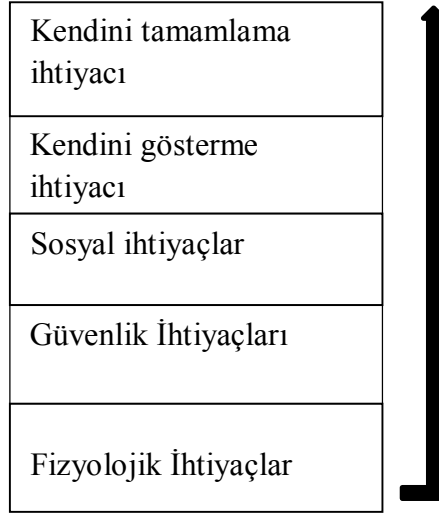 Kendini tamamlama
ihtiyacı
Kendini gösterme
ihtiyacı
Sosyal ihtiyaçlar
Güvenlik İhtiyaçları
Fizyolojik İhtiyaçlar